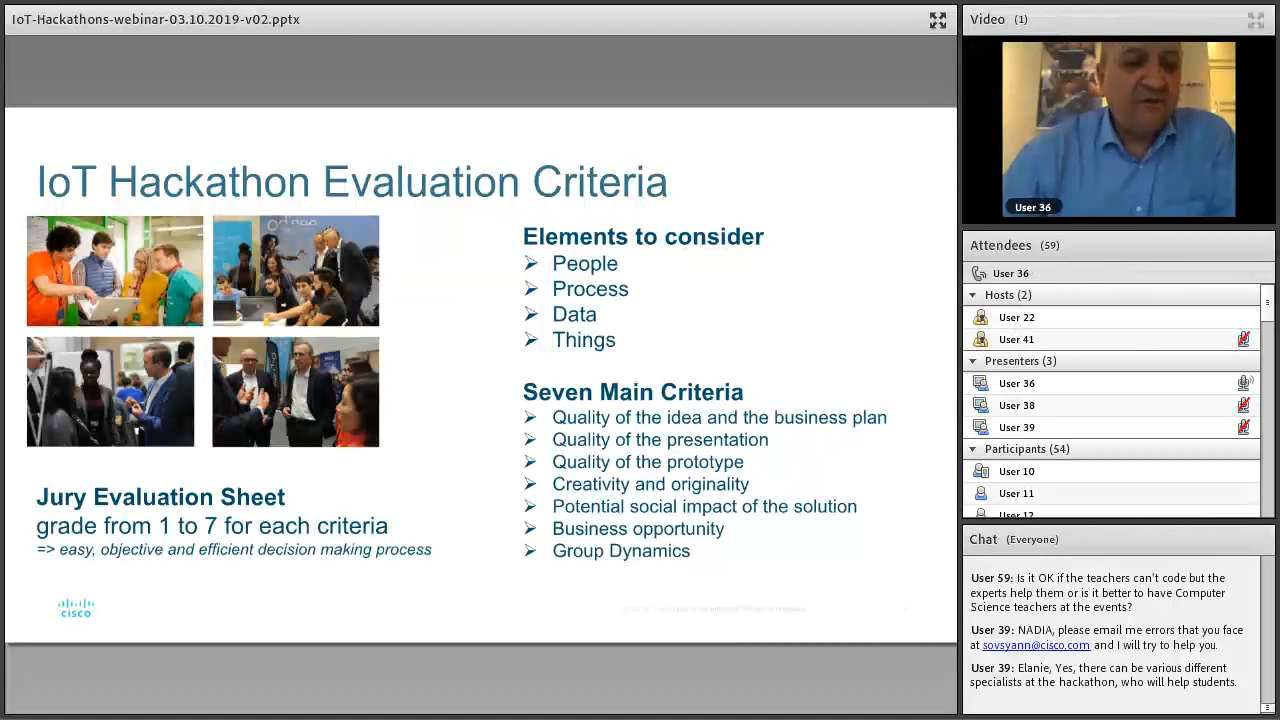 IoT-Hackathons-webinar-03.10.2019-v02.pptx
IoT Hackathon Evaluation Criteria
Elements to consider
People
Process
Data
Things
Seven Main Criteria
Quality of the idea and the business plan
Quality of the presentation
Quality of the prototype
Creativity and originality
Potential social impact of the solution
Business opportunity
Group Dynamics
Jury Evaluation Sheet
grade from 1 to 7 for each criteria
=> easy, objective and efficient decision making process
CISCO
Video (1)
User 36
Attendees (59)
User 36
Hosts (2)
User 22
User 41
Presenters (3)
User 36
User 38
User 39
Participants (54)
User 10
User 11
User 12
Chat (Everyone)
User 59: Is it OK if the teachers can't code but the
experts help them or is it better to have Computer
Science teachers at the events?
User 39: NADIA, please email me errors that you face
at sovsyann@cisco.com and I will try to help you.
User 39: Elanie, Yes, there can be various different
specialists at the hackathon, who will help students.